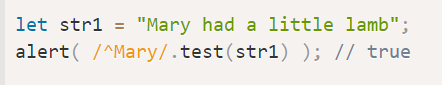 let str1 = "Mary had a little lamb";
alert( /^Mary/.test(str1) ); // true